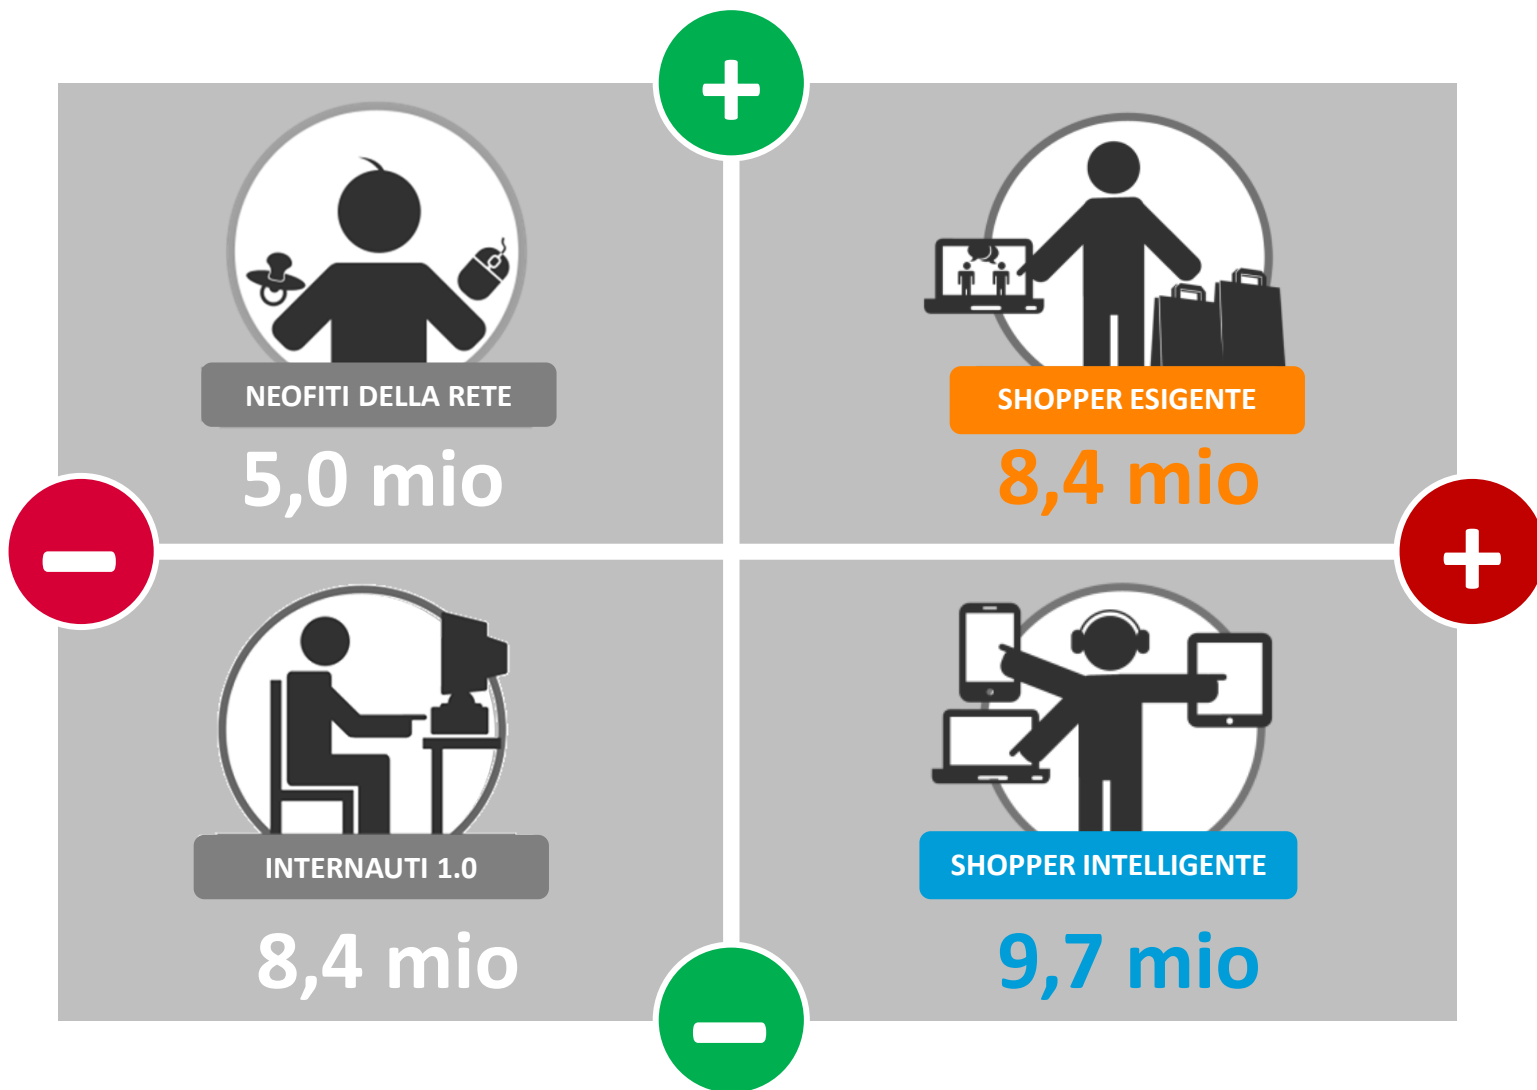 +
NEOFITI DELLA RETE
5,0 mio
SHOPPER ESIGENTE
8,4 mio
–
+
INTERNAUTI 1.0
8,4 mio
SHOPPER INTELLIGENTE
9,7 mio
–